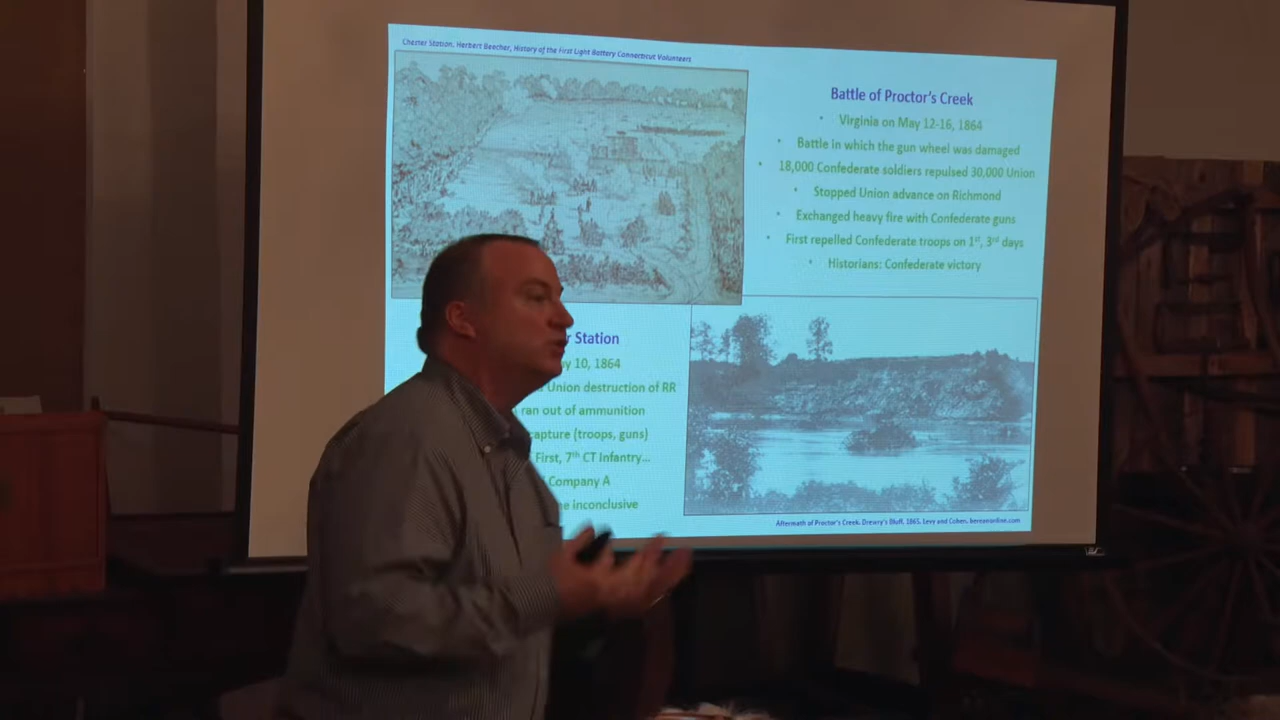 Chester Station. Herbert Beecher, History of the First Light Battery Connecticut Volunteers
Battle of Proctor's Creek
• Virginia on May 12-16, 1864
• Battle in which the gun wheel was damaged
• 18,000 Confederate soldiers repulsed 30,000 Union
• Stopped Union advance on Richmond
• Exchanged heavy fire with Confederate guns
• First repelled Confederate troops on 1st, 3rd days
• Historians: Confederate victory
Station
10, 1864
Union destruction of RR
ran out of ammunition
(troops, guns)
First, 7th CT Infantry...
Company A
inconclusive
Aftermath of Proctor's Creek. Drewry's Bluff. 1865. Levy and Cohen.